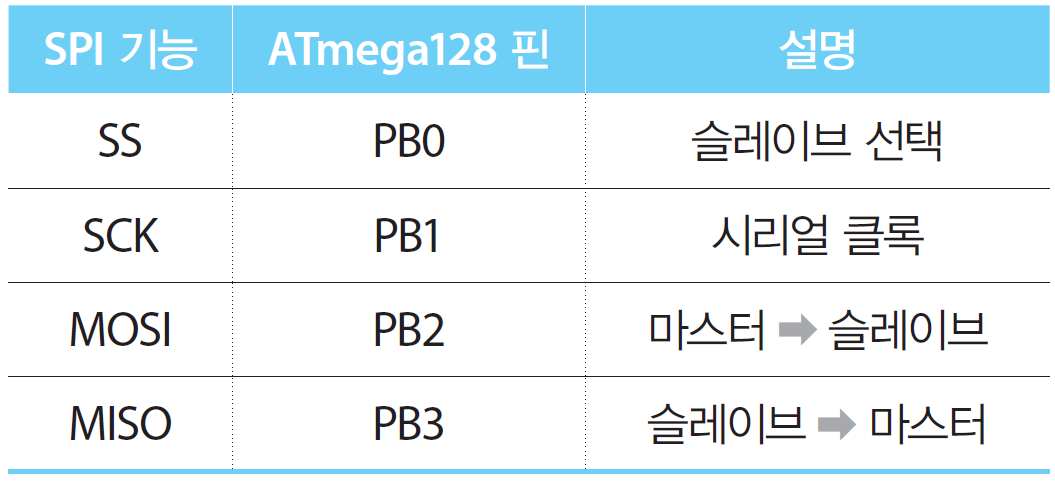 SPI 기능 ATmega128 핀 설명
SS PB0 슬레이브 선택
SCK PB1 시리얼 클록
MOSI PB2 마스터 ➡ 슬레이브
MISO PB3 슬레이브 ➡ 마스터